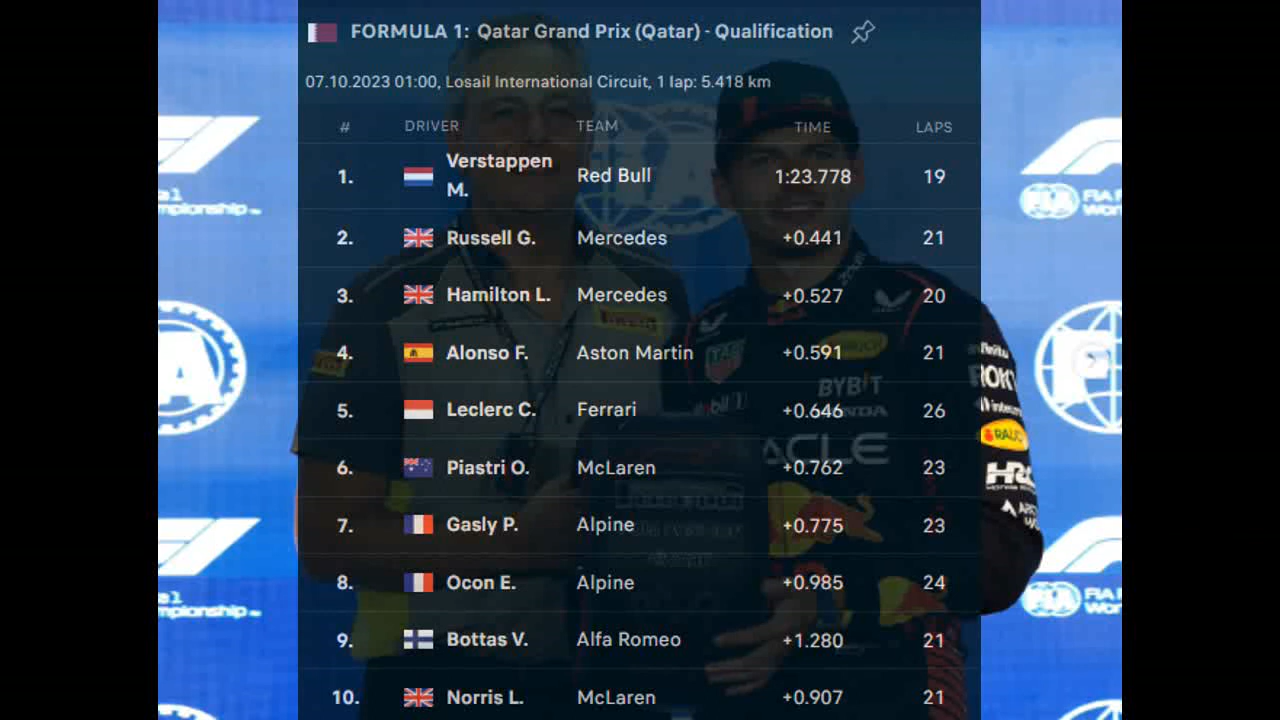 FORMULA 1: Qatar Grand Prix (Qatar) - Qualification
07.10.2023 01:00, Losail International Circuit, 1 lap: 5.418 km
# DRIVER TEAM TIME LAPS
1. Verstappen M. Red Bull 1:23.778 19
2. Russell G. Mercedes +0.441 21
3. Hamilton L. Mercedes +0.527 20
4. Alonso F. Aston Martin +0.591 21
5. Leclerc C. Ferrari +0.646 26
6. Piastri O. McLaren +0.762 23
7. Gasly P. Alpine +0.775 23
8. Ocon E. Alpine +0.985 24
9. Bottas V. Alfa Romeo +1.280 21
10. Norris L. McLaren +0.907 21
PIRELLI
BYBIT
HONDA
FIA